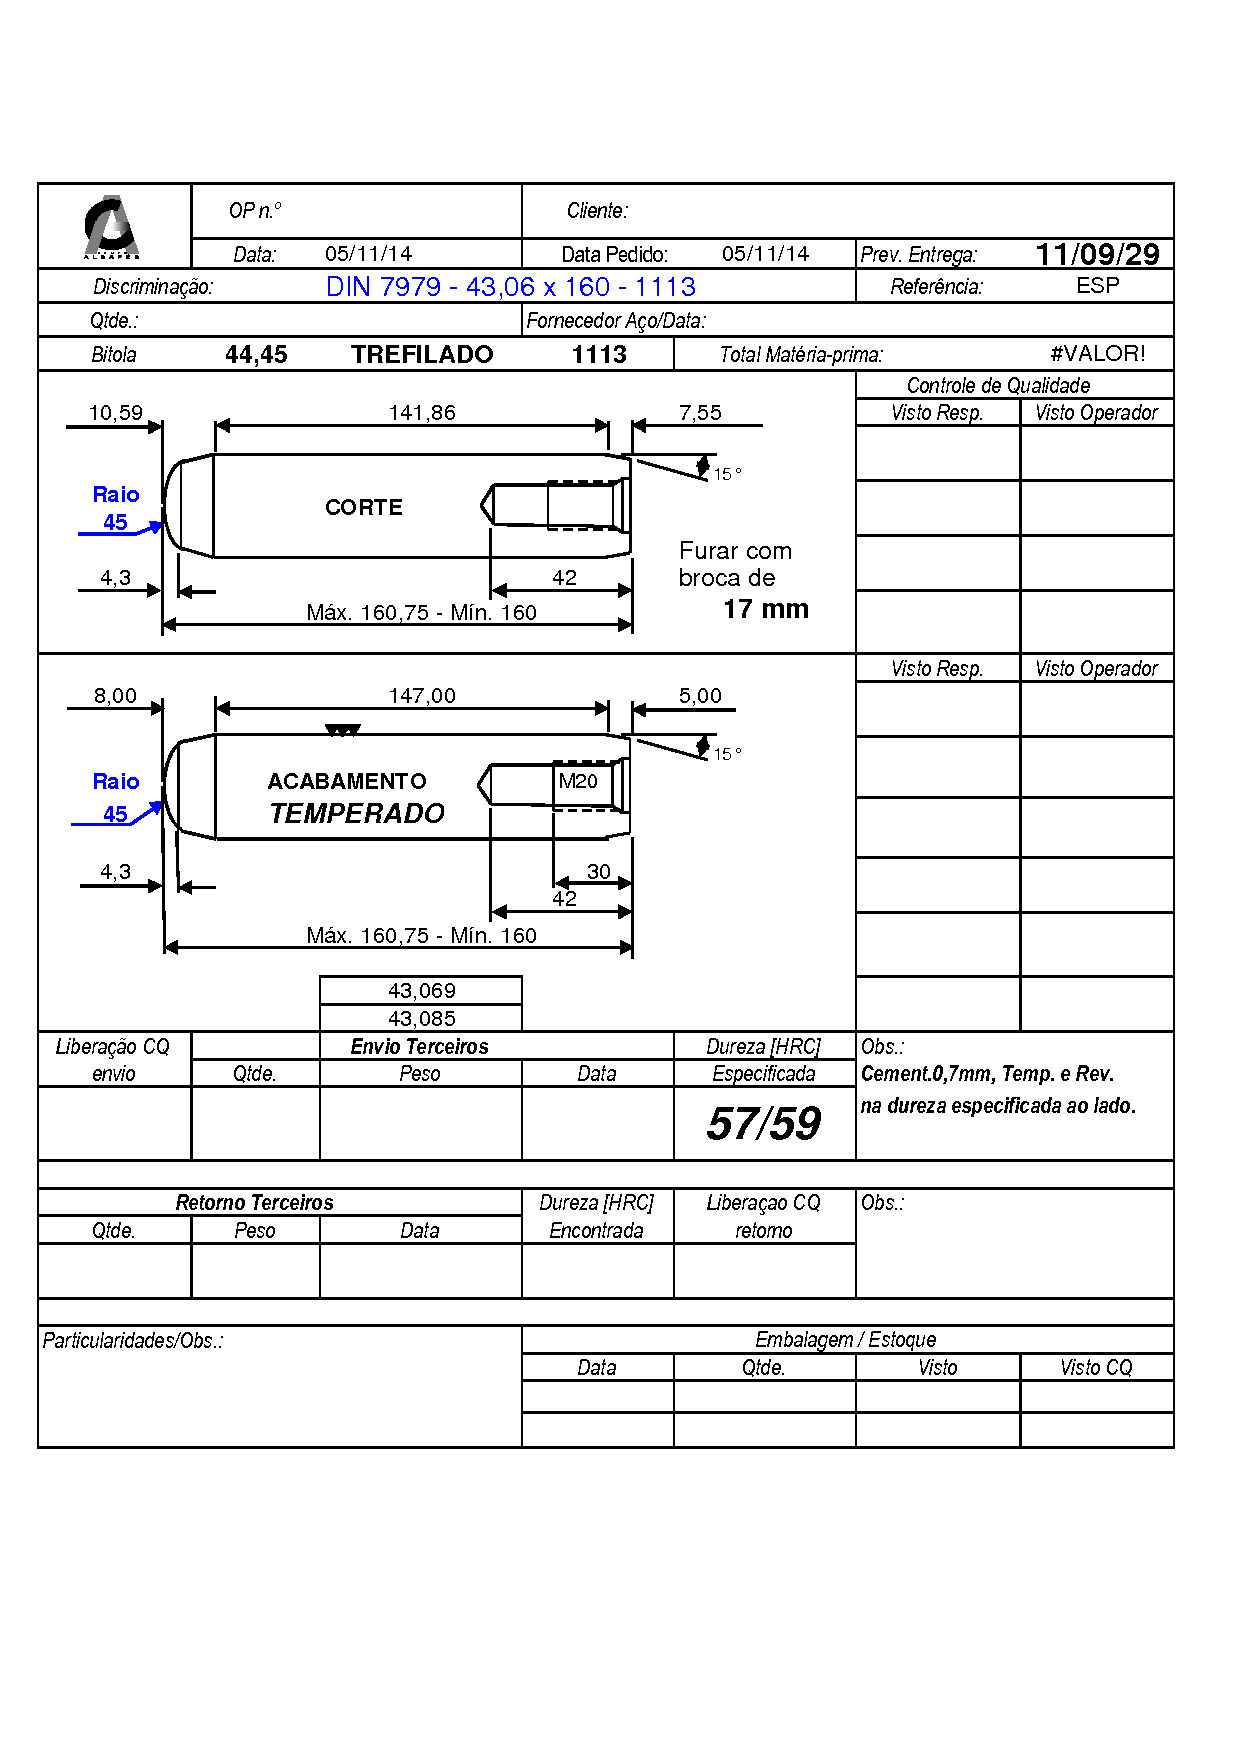 ALBAFER
OP n.º Cliente:
Data: 05/11/14 Data Pedido: 05/11/14 Prev. Entrega: 11/09/29
Discriminação: DIN 7979 - 43,06 x 160 - 1113 Referência: ESP
Qtde.: Fornecedor Aço/Data:
Bitola 44,45 TREFILADO 1113 Total Matéria-prima: #VALOR!
Controle de Qualidade
10,59 141,86 7,55 Visto Resp. Visto Operador
15°
Raio
45
CORTE
Furar com
4,3 42 broca de
Máx. 160,75 - Mín. 160 17 mm
Visto Resp. Visto Operador
8,00 147,00 5,00
15°
Raio ACABAMENTO M20
45 TEMPERADO
4,3 30
42
Máx. 160,75 - Mín. 160
43,069
43,085
Liberação CQ Envio Terceiros Dureza [HRC] Obs.:
envio Qtde. Peso Data Especificada Cement.0,7mm, Temp. e Rev.
57/59 na dureza especificada ao lado.
Retorno Terceiros Dureza [HRC] Liberaçao CQ Obs.:
Qtde. Peso Data Encontrada retorno
Particularidades/Obs.: Embalagem / Estoque
Data Qtde. Visto Visto CQ